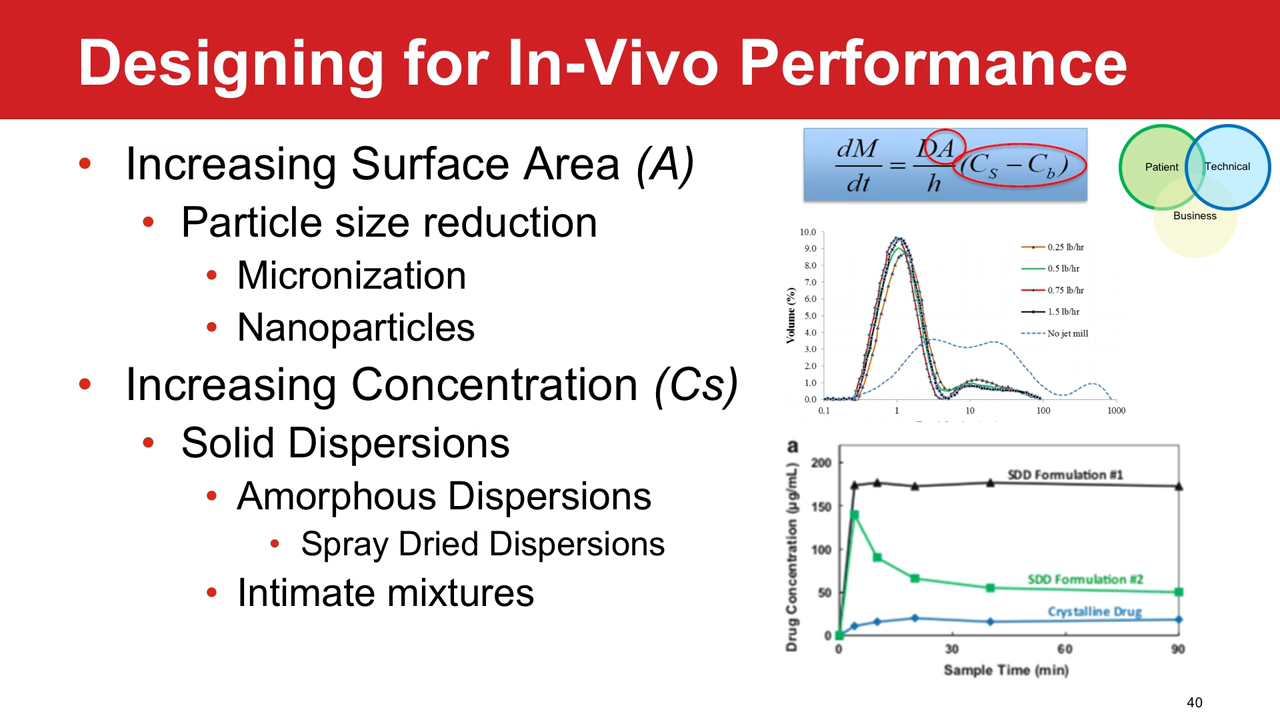 Designing for In-Vivo Performance
• Increasing Surface Area (A)
• Particle size reduction
• Micronization
• Nanoparticles
• Increasing Concentration (Cs)
• Solid Dispersions
• Amorphous Dispersions
• Spray Dried Dispersions
• Intimate mixtures
dM/dt = DA/h (C_S − C_b)
Patient
Technical
Business
Volume (%)
10.0
9.0
8.0
7.0
6.0
5.0
4.0
3.0
2.0
1.0
0.0
0.1
1
10
100
1000
0.25 lb/hr
0.5 lb/hr
0.75 lb/hr
1.5 lb/hr
No jet mill
a
Drug Concentration (µg/mL)
200
150
100
50
0
SDD Formulation #1
SDD Formulation #2
Crystalline Drug
0
30
60
90
Sample Time (min)
40